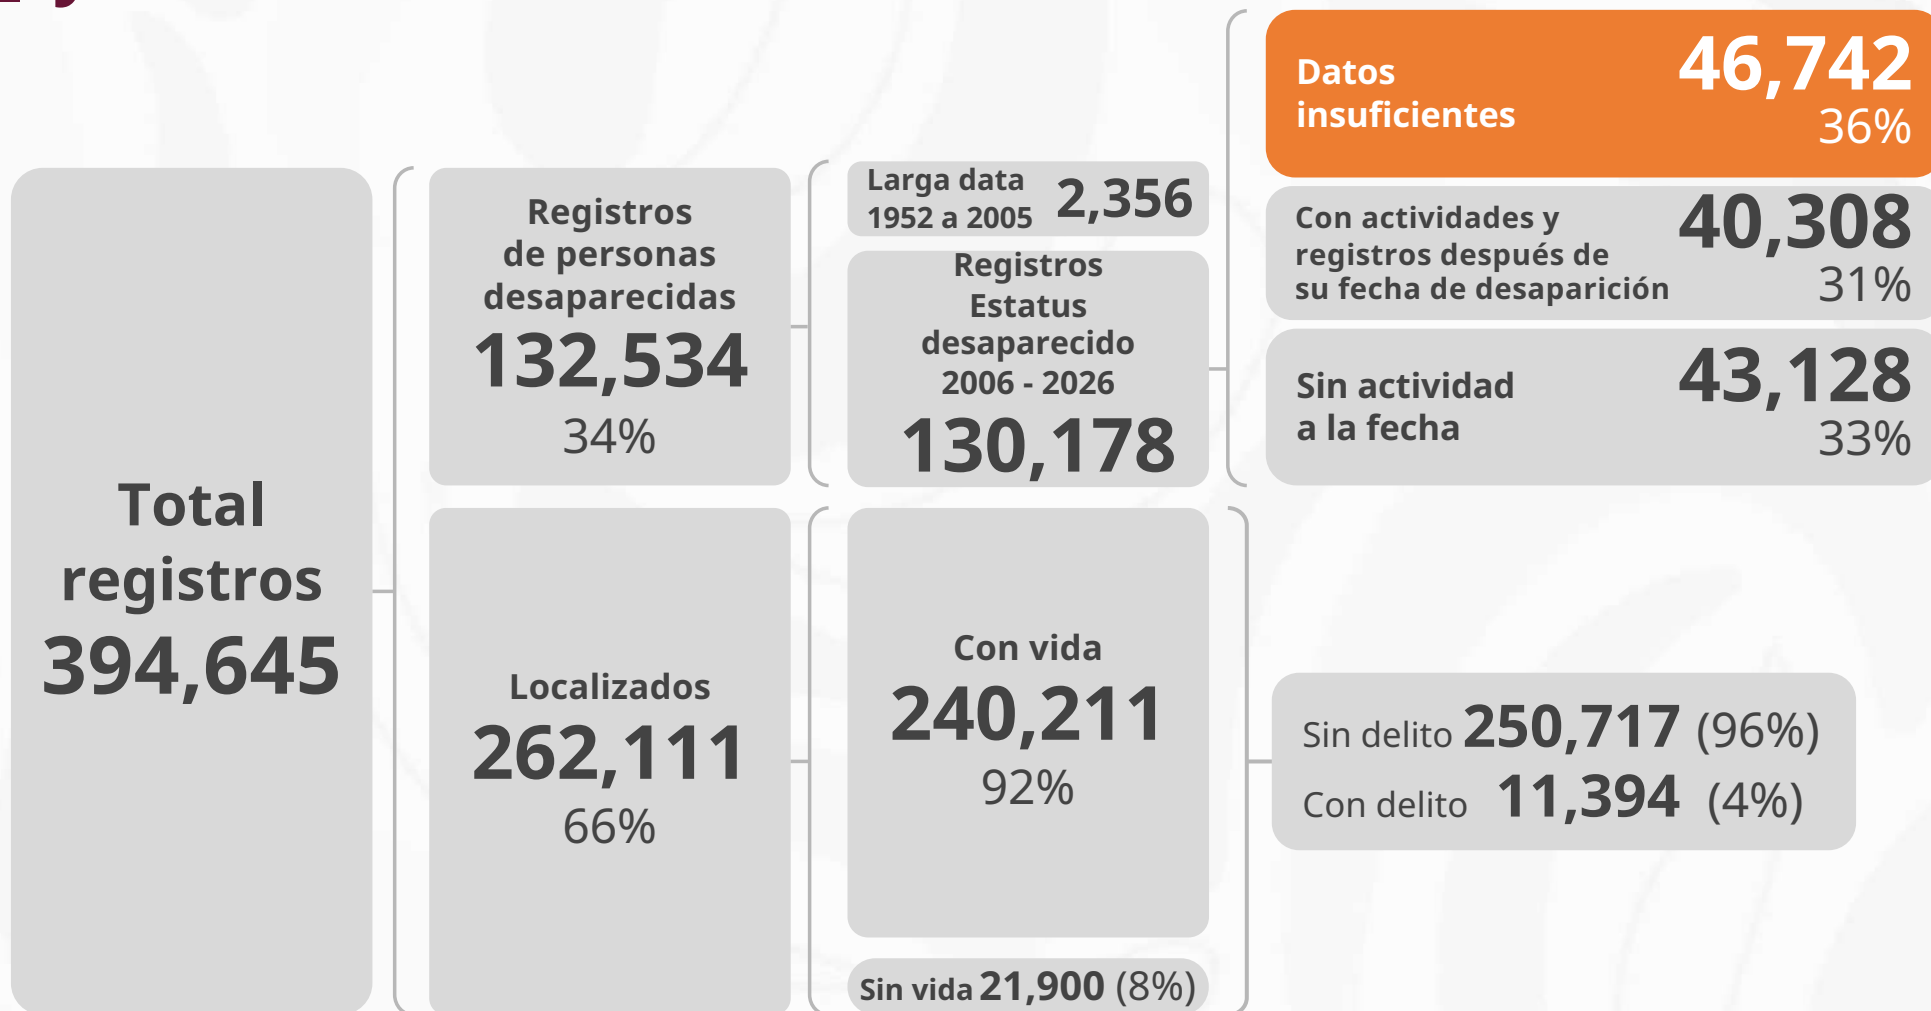 Total
registros
394,645
Registros
de personas
desaparecidas
132,534
34%
Localizados
262,111
66%
Larga data
1952 a 2005 2,356
Registros
Estatus
desaparecido
2006 - 2026
130,178
Con vida
240,211
92%
Sin vida 21,900 (8%)
Datos
insuficientes
46,742
36%
Con actividades y
registros después de
su fecha de desaparición
40,308
31%
Sin actividad
a la fecha
43,128
33%
Sin delito 250,717 (96%)
Con delito 11,394 (4%)